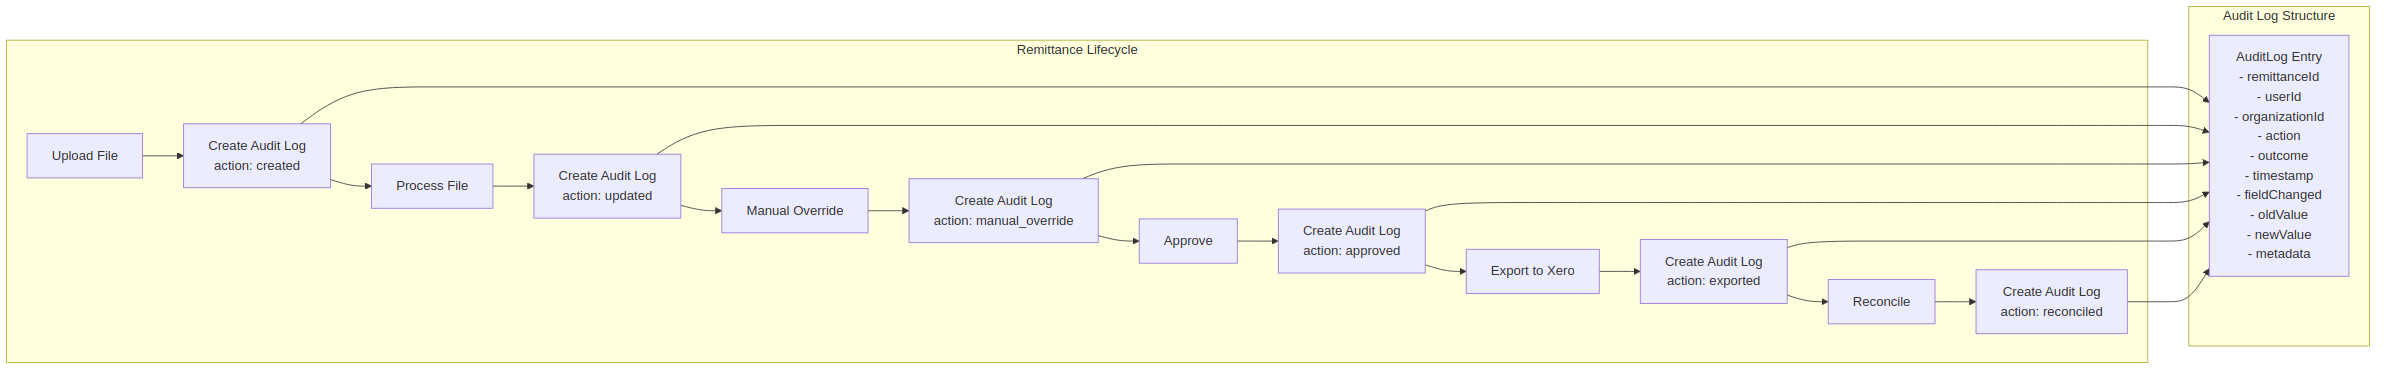 Remittance Lifecycle
Upload File
Create Audit Log
action: created
Process File
Create Audit Log
action: updated
Manual Override
Create Audit Log
action: manual_override
Approve
Create Audit Log
action: approved
Export to Xero
Create Audit Log
action: exported
Reconcile
Create Audit Log
action: reconciled
Audit Log Structure
AuditLog Entry
- remittanceId
- userId
- organizationId
- action
- outcome
- timestamp
- fieldChanged
- oldValue
- newValue
- metadata